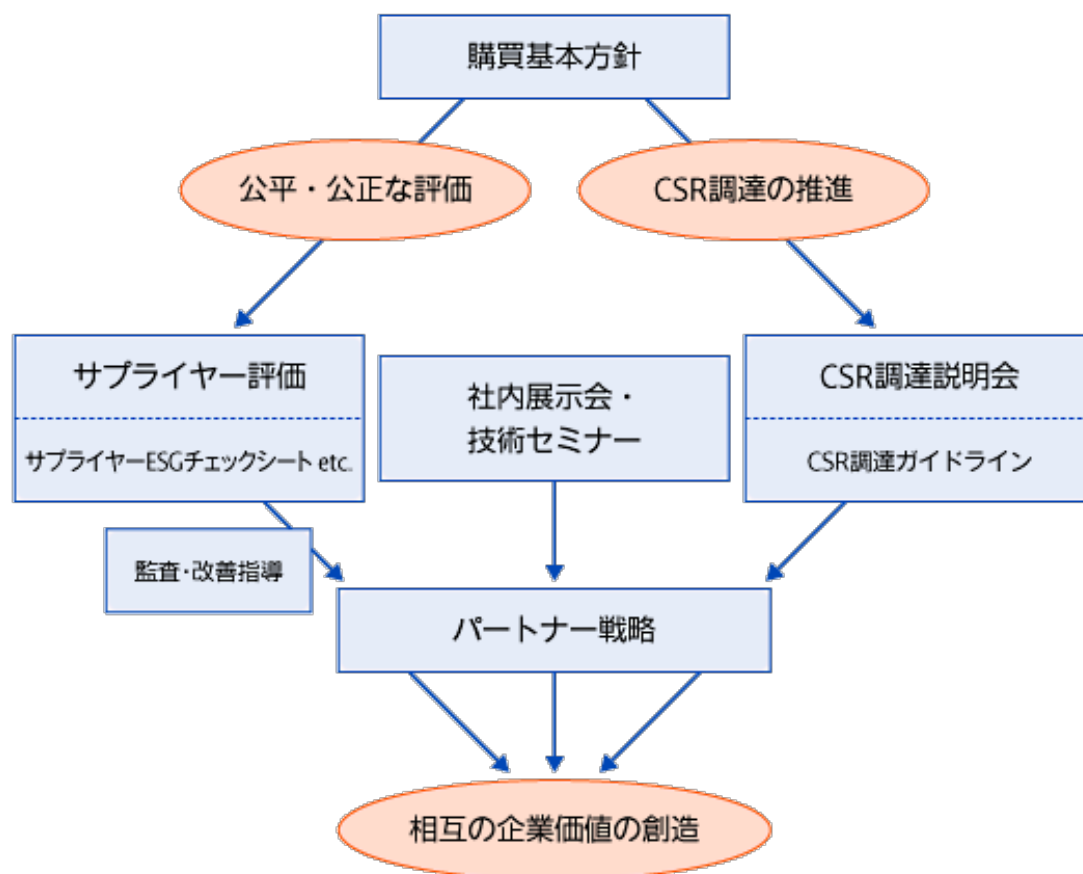 購買基本方針
公平・公正な評価
CSR調達の推進
サプライヤー評価
サプライヤーESGチェックシート etc.
社内展示会・
技術セミナー
CSR調達説明会
CSR調達ガイドライン
監査・改善指導
パートナー戦略
相互の企業価値の創造